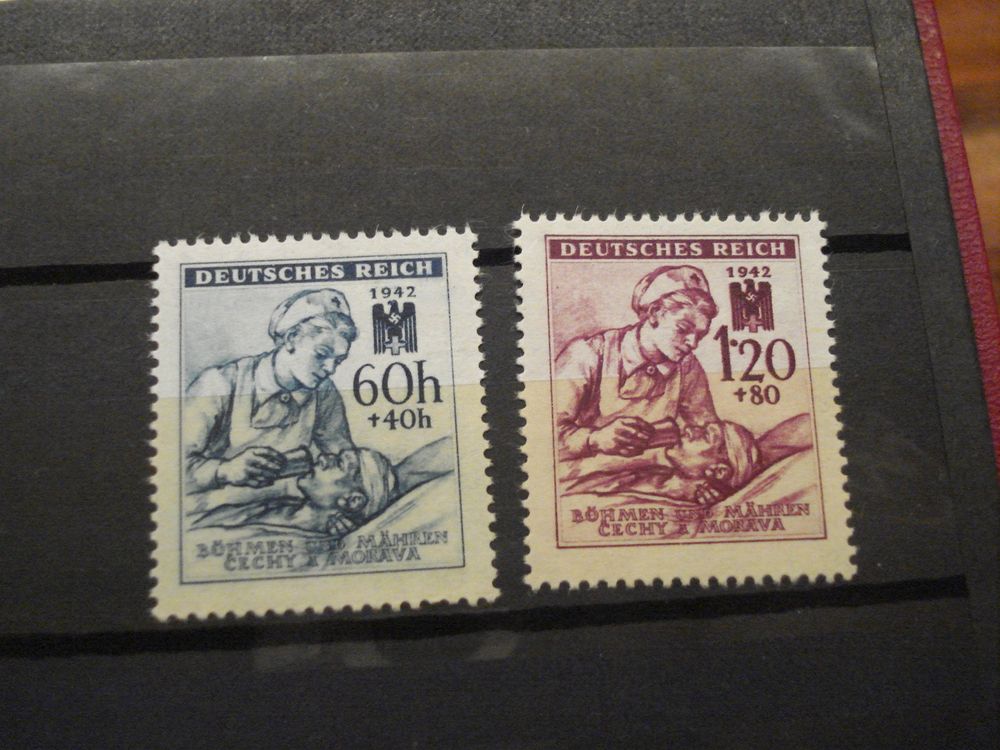 DEUTSCHES REICH
1942
60h
+40h
BÖHMEN UND MÄHREN
ČECHY A MORAVA
DEUTSCHES REICH
1942
1·20
+80
BÖHMEN UND MÄHREN
ČECHY A MORAVA